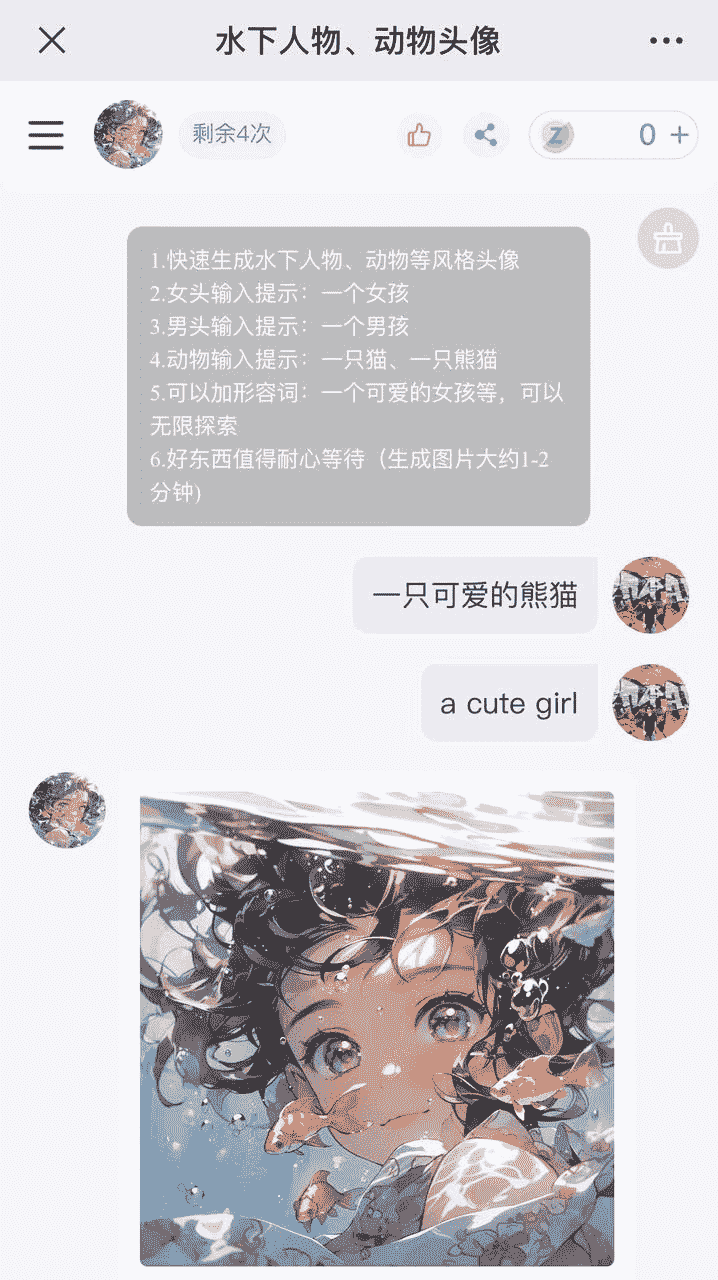 水下人物、动物头像
剩余4次
0
1.快速生成水下人物、动物等风格头像
2.女头输入提示：一个女孩
3.男头输入提示：一个男孩
4.动物输入提示：一只猫、一只熊猫
5.可以加形容词：一个可爱的女孩等，可以
无限探索
6.好东西值得耐心等待（生成图片大约1-2
分钟)
一只可爱的熊猫
a cute girl